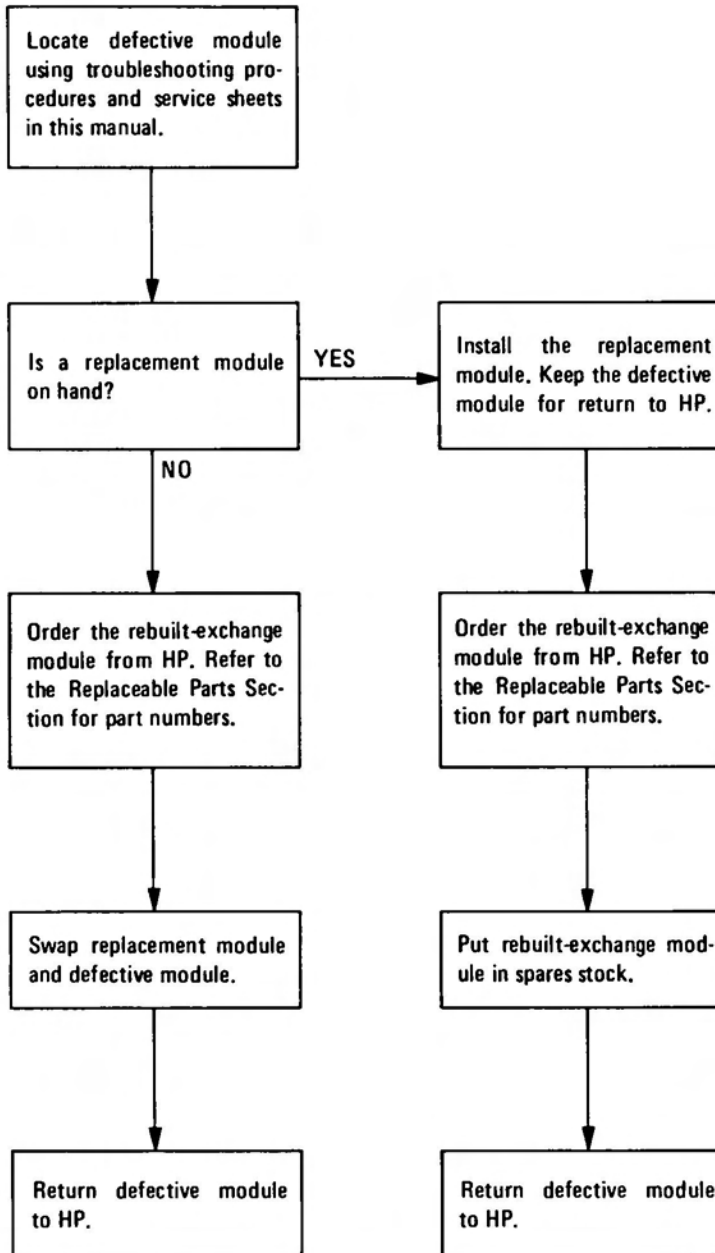 Locate defective module
using troubleshooting pro-
cedures and service sheets
in this manual.
Is a replacement module
on hand?
YES
Install the replacement
module. Keep the defective
module for return to HP.
NO
Order the rebuilt-exchange
module from HP. Refer to
the Replaceable Parts Sec-
tion for part numbers.
Order the rebuilt-exchange
module from HP. Refer to
the Replaceable Parts Sec-
tion for part numbers.
Swap replacement module
and defective module.
Put rebuilt-exchange mod-
ule in spares stock.
Return defective module
to HP.
Return defective module
to HP.